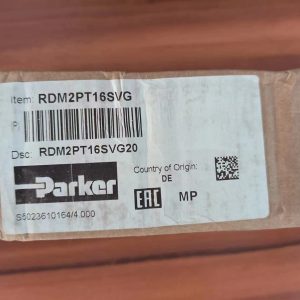 Item: RDM2PT16SVG
P:
Dsc: RDM2PT16SVG20
Parker
Country of Origin:
DE
EAC MP
S5023610164/4.000